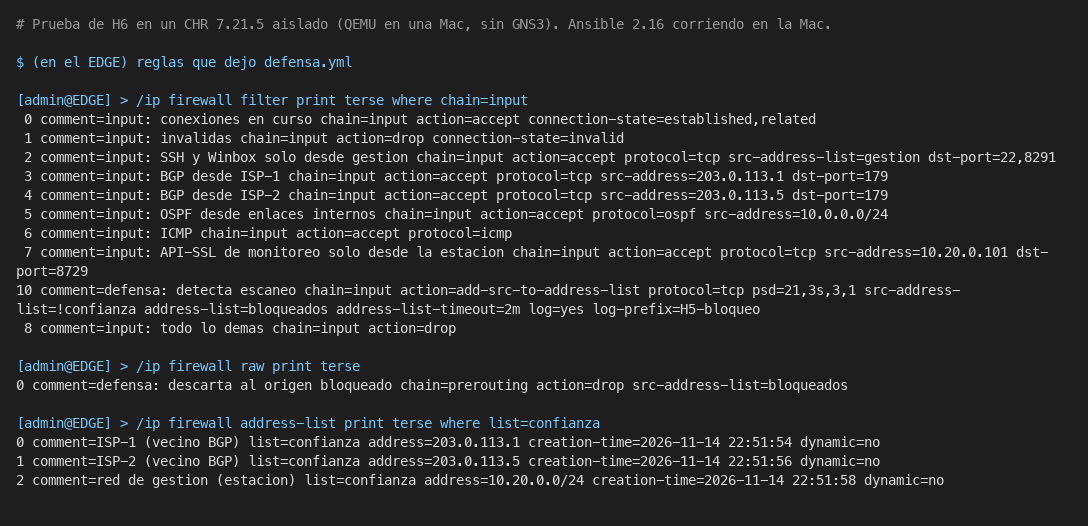 # Prueba de H6 en un CHR 7.21.5 aislado (QEMU en una Mac, sin GNS3). Ansible 2.16 corriendo en la Mac.
$ (en el EDGE) reglas que dejo defensa.yml
[admin@EDGE] > /ip firewall filter print terse where chain=input
0 comment=input: conexiones en curso chain=input action=accept connection-state=established,related
1 comment=input: invalidas chain=input action=drop connection-state=invalid
2 comment=input: SSH y Winbox solo desde gestion chain=input action=accept protocol=tcp src-address-list=gestion dst-port=22,8291
3 comment=input: BGP desde ISP-1 chain=input action=accept protocol=tcp src-address=203.0.113.1 dst-port=179
4 comment=input: BGP desde ISP-2 chain=input action=accept protocol=tcp src-address=203.0.113.5 dst-port=179
5 comment=input: OSPF desde enlaces internos chain=input action=accept protocol=ospf src-address=10.0.0.0/24
6 comment=input: ICMP chain=input action=accept protocol=icmp
7 comment=input: API-SSL de monitoreo solo desde la estacion chain=input action=accept protocol=tcp src-address=10.20.0.101 dst-
port=8729
10 comment=defensa: detecta escaneo chain=input action=add-src-to-address-list protocol=tcp psd=21,3s,3,1 src-address-
list=!confianza address-list=bloqueados address-list-timeout=2m log=yes log-prefix=H5-bloqueo
8 comment=input: todo lo demas chain=input action=drop
[admin@EDGE] > /ip firewall raw print terse
0 comment=defensa: descarta al origen bloqueado chain=prerouting action=drop src-address-list=bloqueados
[admin@EDGE] > /ip firewall address-list print terse where list=confianza
0 comment=ISP-1 (vecino BGP) list=confianza address=203.0.113.1 creation-time=2026-11-14 22:51:54 dynamic=no
1 comment=ISP-2 (vecino BGP) list=confianza address=203.0.113.5 creation-time=2026-11-14 22:51:56 dynamic=no
2 comment=red de gestion (estacion) list=confianza address=10.20.0.0/24 creation-time=2026-11-14 22:51:58 dynamic=no